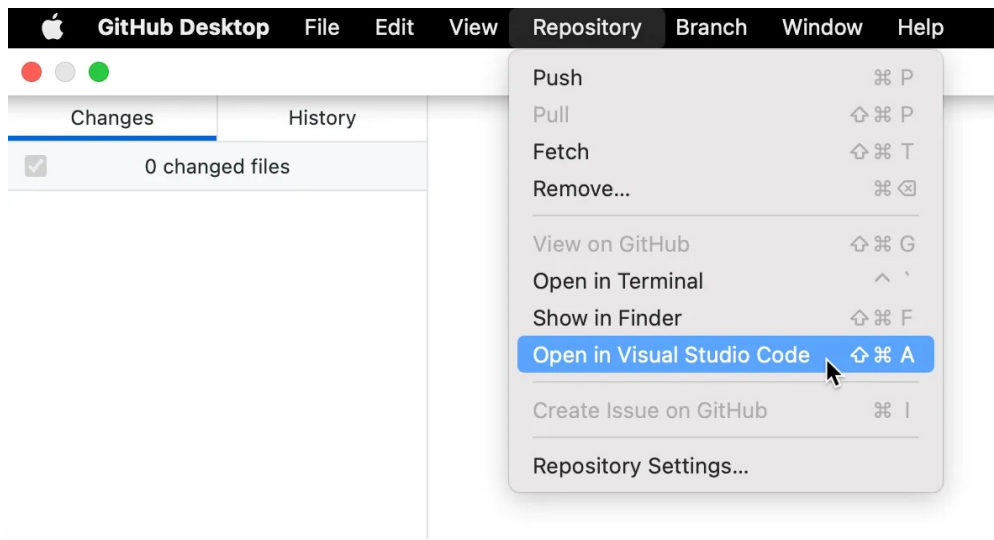 GitHub Desktop File Edit View Repository Branch Window Help
Changes History
0 changed files
Push ⌘ P
Pull ⇧ ⌘ P
Fetch ⇧ ⌘ T
Remove... ⌘ ⌫
View on GitHub ⇧ ⌘ G
Open in Terminal ^ `
Show in Finder ⇧ ⌘ F
Open in Visual Studio Code ⇧ ⌘ A
Create Issue on GitHub ⌘ I
Repository Settings...